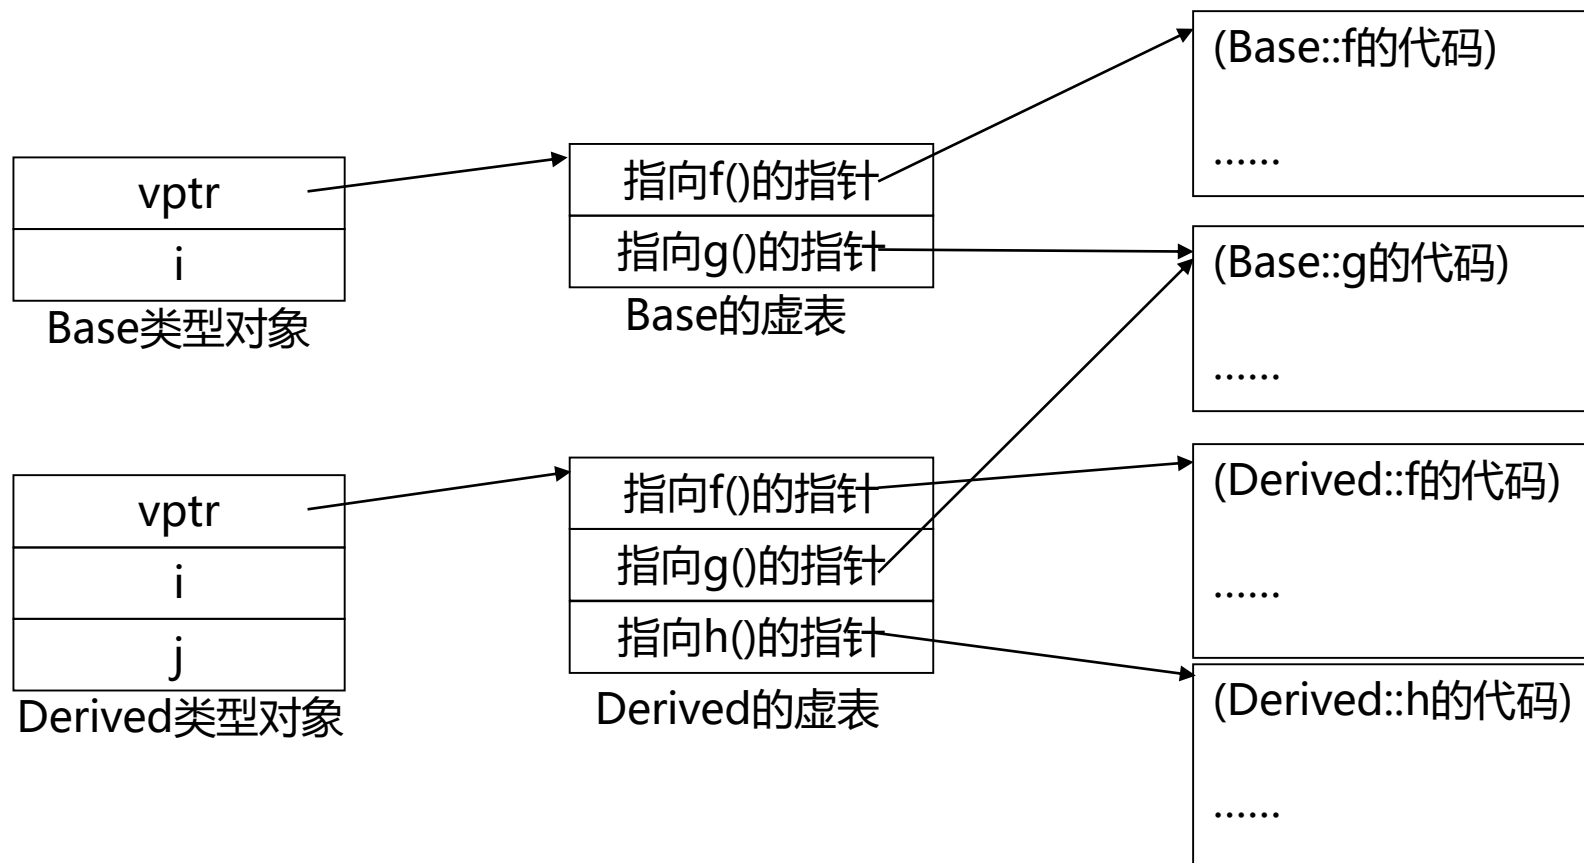 vptr
i
Base类型对象
指向f()的指针
指向g()的指针
Base的虚表
(Base::f的代码)
......
(Base::g的代码)
......
vptr
i
j
Derived类型对象
指向f()的指针
指向g()的指针
指向h()的指针
Derived的虚表
(Derived::f的代码)
......
(Derived::h的代码)
......